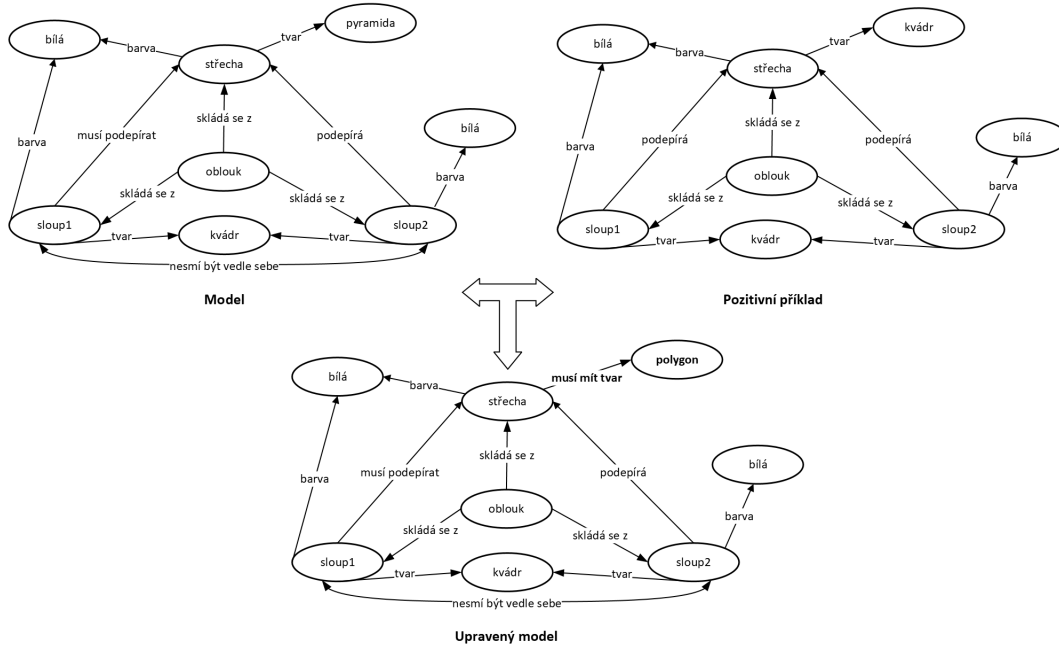 pyramida
bílá
barva
tvar
střecha
skládá se z
musí podepírat
podepírá
bílá
barva
oblouk
barva
skládá se z
skládá se z
sloup1
tvar
kvádr
tvar
sloup2
nesmí být vedle sebe
Model
kvádr
bílá
barva
tvar
střecha
skládá se z
podepírá
podepírá
bílá
barva
oblouk
barva
skládá se z
skládá se z
sloup1
tvar
kvádr
tvar
sloup2
Pozitivní příklad
polygon
bílá
barva
musí mít tvar
střecha
skládá se z
musí podepírat
podepírá
bílá
barva
oblouk
barva
skládá se z
skládá se z
sloup1
tvar
kvádr
tvar
sloup2
nesmí být vedle sebe
Upravený model